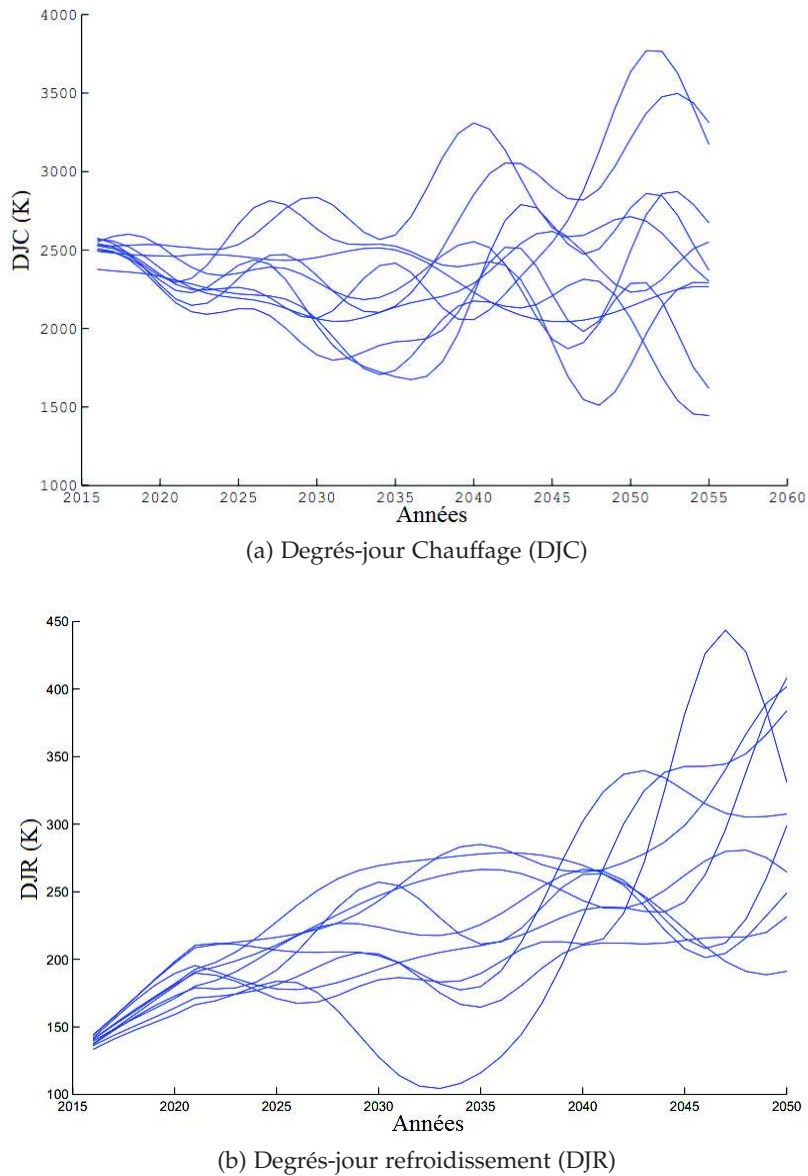 4000
3500
3000
2500
2000
1500
1000
DJC (K)
2015 2020 2025 2030 2035 2040 2045 2050 2055 2060
Années
(a) Degrés-jour Chauffage (DJC)
450
400
350
300
250
200
150
100
DJR (K)
2015 2020 2025 2030 2035 2040 2045 2050
Années
(b) Degrés-jour refroidissement (DJR)